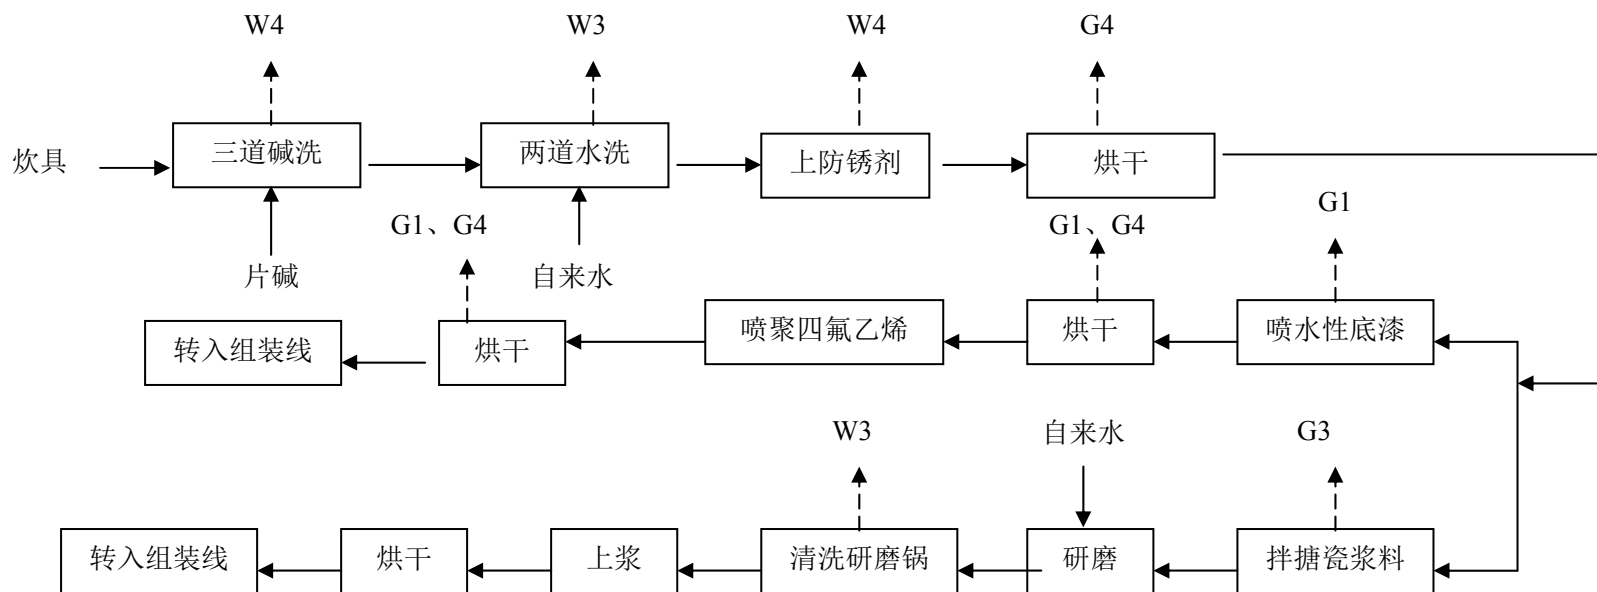 W4
W3
W4
G4
炊具
三道碱洗
两道水洗
上防锈剂
烘干
片碱
自来水
G1、G4
G1、G4
G1
转入组装线
烘干
喷聚四氟乙烯
烘干
喷水性底漆
W3
自来水
G3
转入组装线
烘干
上浆
清洗研磨锅
研磨
拌搪瓷浆料